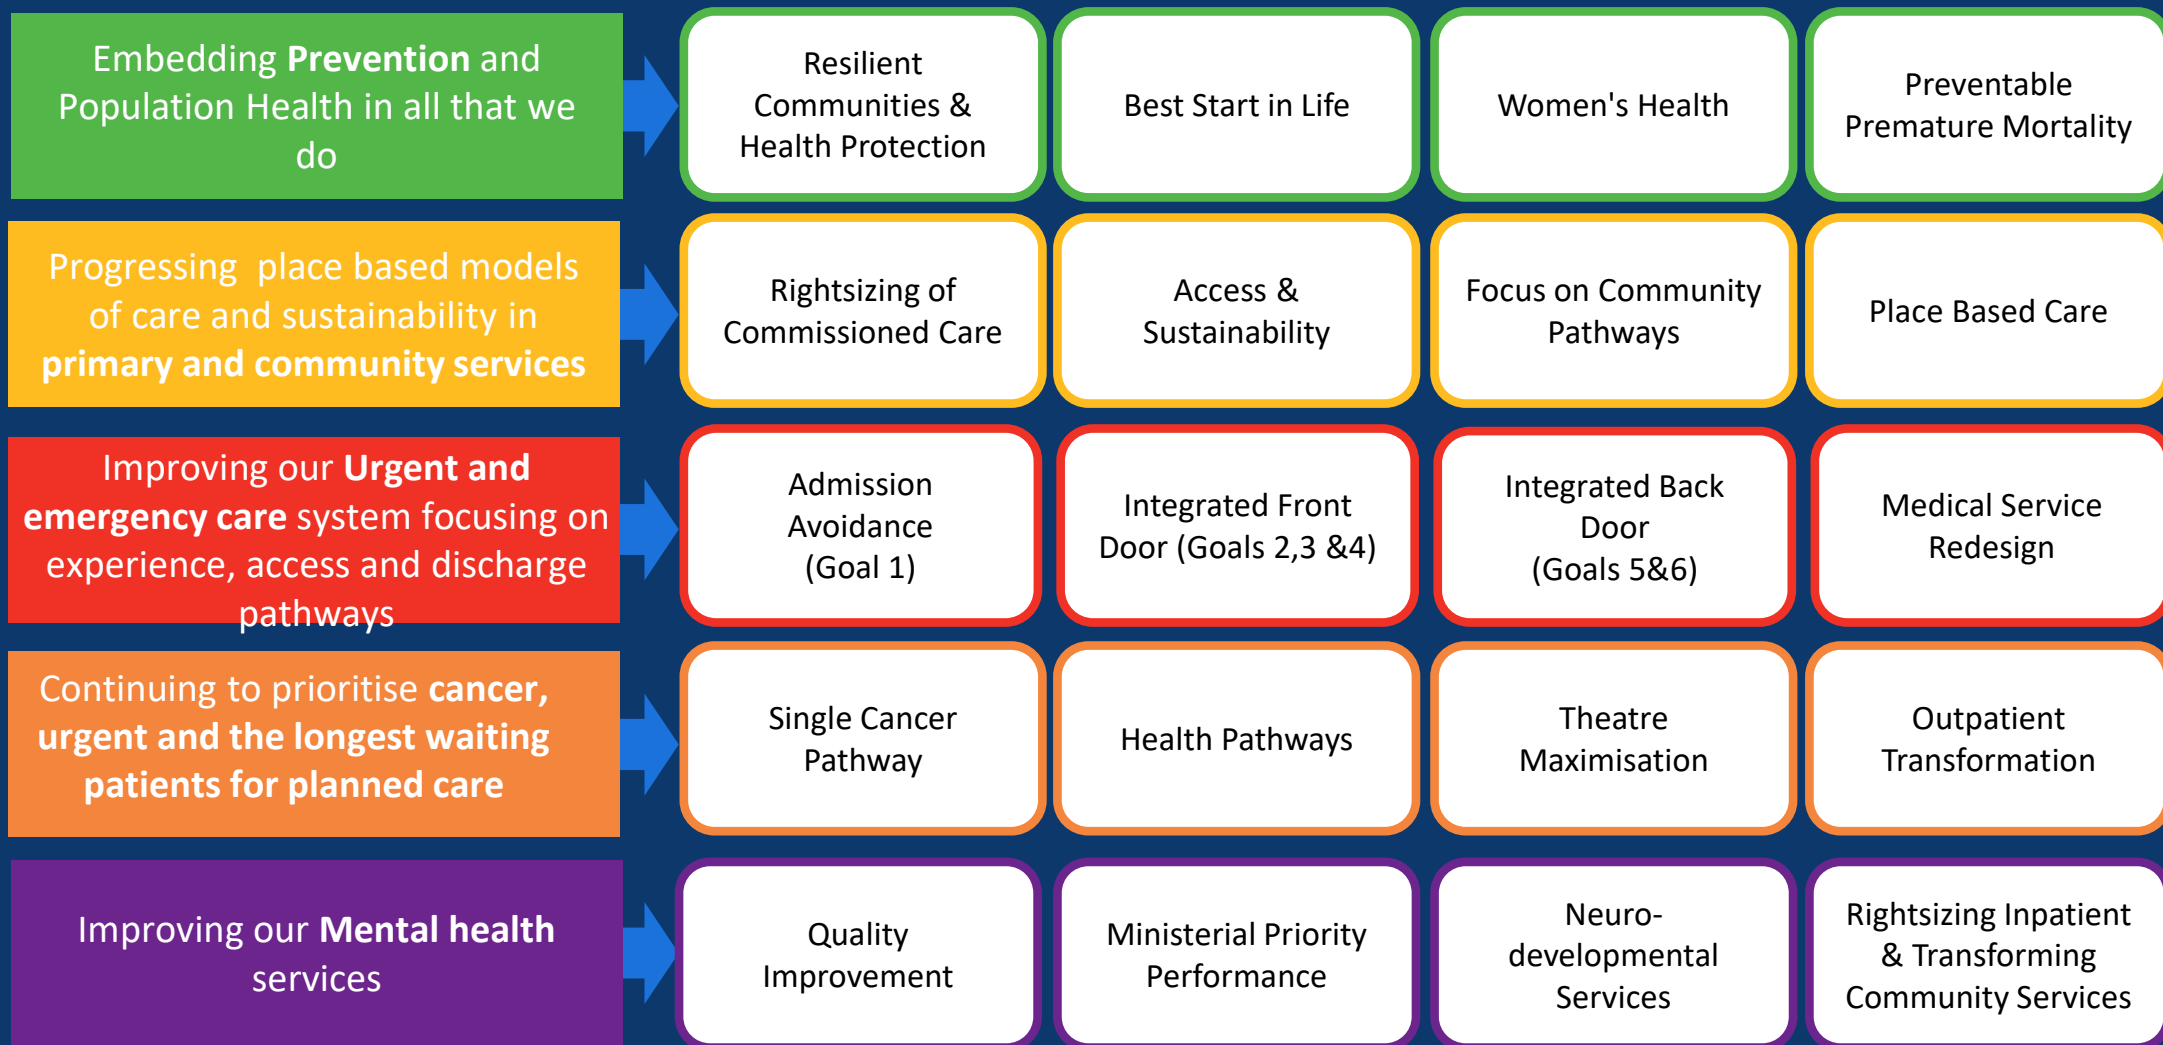 Embedding Prevention and
Population Health in all that we
do
Resilient
Communities &
Health Protection
Best Start in Life
Women's Health
Preventable
Premature Mortality
Progressing place based models
of care and sustainability in
primary and community services
Rightsizing of
Commissioned Care
Access &
Sustainability
Focus on Community
Pathways
Place Based Care
Improving our Urgent and
emergency care system focusing on
experience, access and discharge
pathways
Admission
Avoidance
(Goal 1)
Integrated Front
Door (Goals 2,3 &4)
Integrated Back
Door
(Goals 5&6)
Medical Service
Redesign
Continuing to prioritise cancer,
urgent and the longest waiting
patients for planned care
Single Cancer
Pathway
Health Pathways
Theatre
Maximisation
Outpatient
Transformation
Improving our Mental health
services
Quality
Improvement
Ministerial Priority
Performance
Neuro-
developmental
Services
Rightsizing Inpatient
& Transforming
Community Services